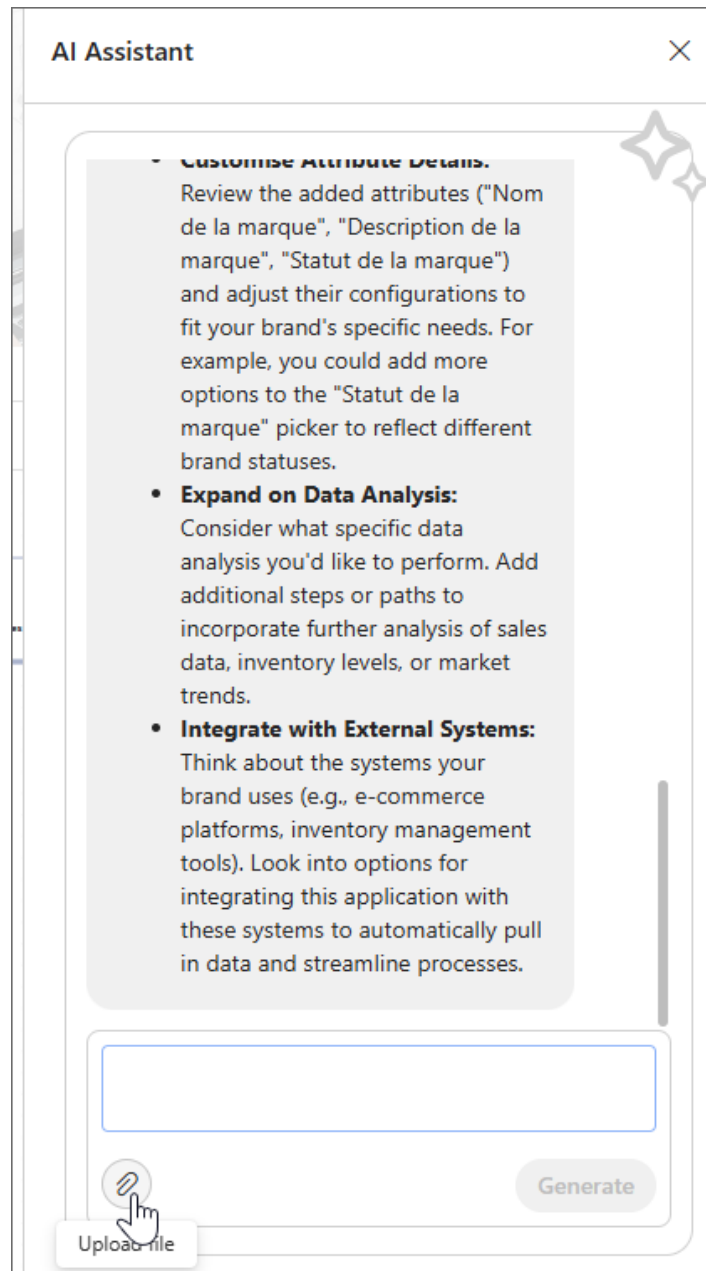 AI Assistant
Customise Attribute Details:
Review the added attributes ("Nom
de la marque", "Description de la
marque", "Statut de la marque")
and adjust their configurations to
fit your brand's specific needs. For
example, you could add more
options to the "Statut de la
marque" picker to reflect different
brand statuses.
Expand on Data Analysis:
Consider what specific data
analysis you'd like to perform. Add
additional steps or paths to
incorporate further analysis of sales
data, inventory levels, or market
trends.
Integrate with External Systems:
Think about the systems your
brand uses (e.g., e-commerce
platforms, inventory management
tools). Look into options for
integrating this application with
these systems to automatically pull
in data and streamline processes.
Generate
Upload file